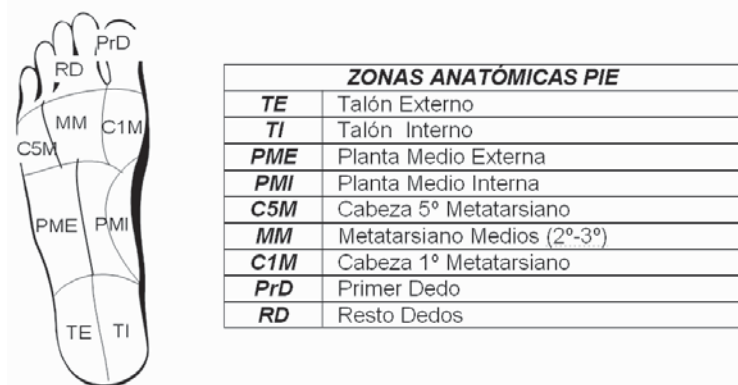 PrD
RD
MM
C1M
C5M
PME
PMI
TE
TI
ZONAS ANATÓMICAS PIE
TE Talón Externo
TI Talón Interno
PME Planta Medio Externa
PMI Planta Medio Interna
C5M Cabeza 5º Metatarsiano
MM Metatarsiano Medios (2º-3º)
C1M Cabeza 1º Metatarsiano
PrD Primer Dedo
RD Resto Dedos